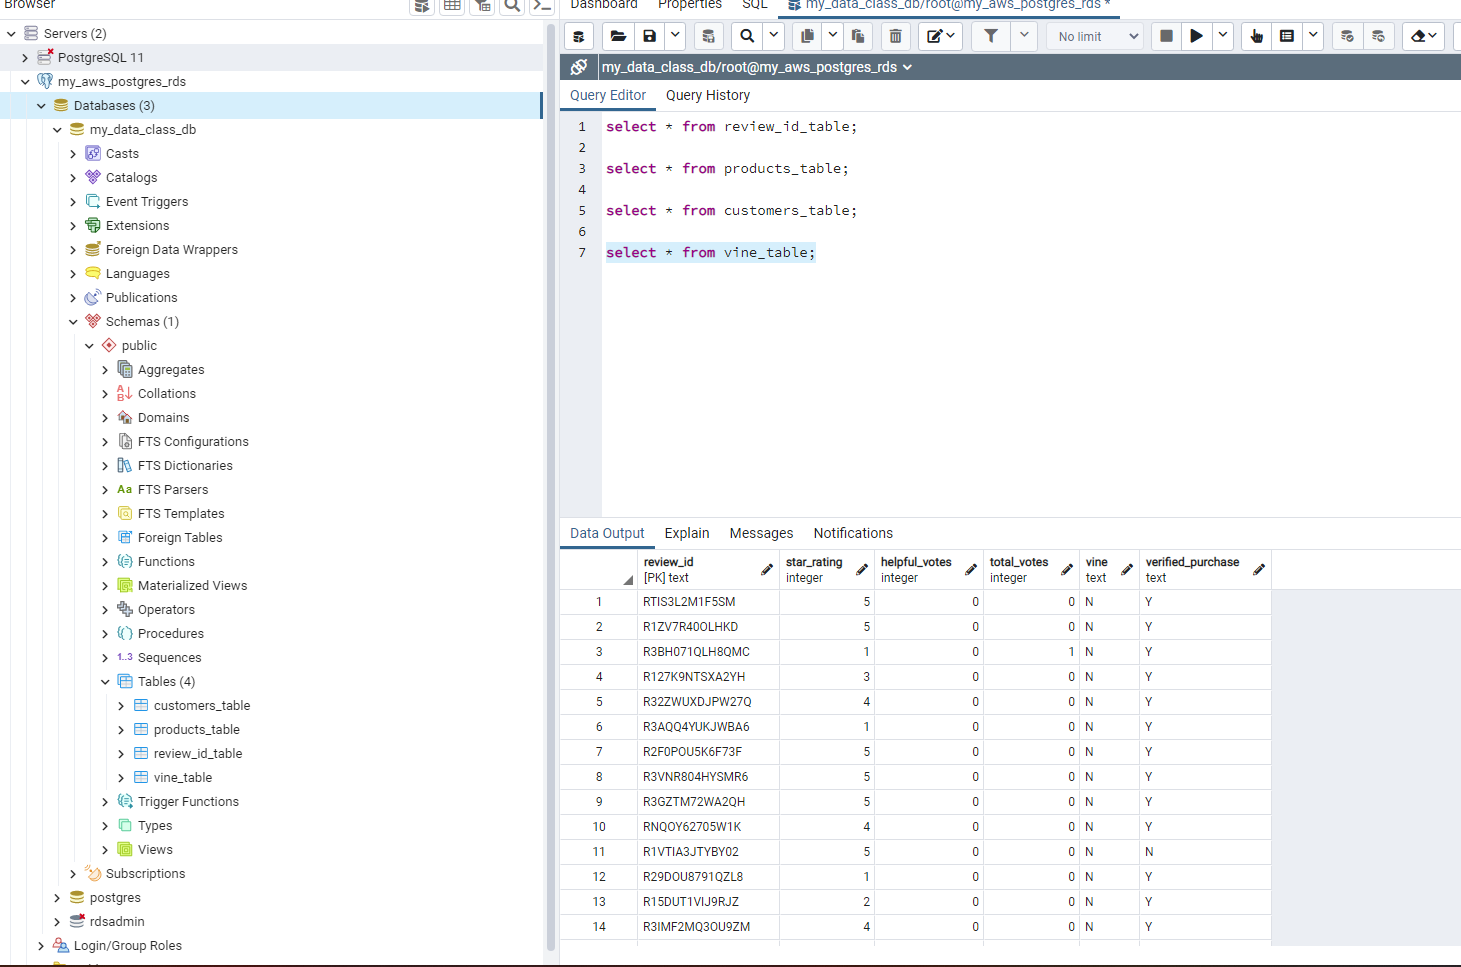 Browser
Servers (2)
PostgreSQL 11
my_aws_postgres_rds
Databases (3)
my_data_class_db
Casts
Catalogs
Event Triggers
Extensions
Foreign Data Wrappers
Languages
Publications
Schemas (1)
public
Aggregates
Collations
Domains
FTS Configurations
FTS Dictionaries
Aa FTS Parsers
FTS Templates
Foreign Tables
Functions
Materialized Views
Operators
Procedures
1..3 Sequences
Tables (4)
customers_table
products_table
review_id_table
vine_table
Trigger Functions
Types
Views
Subscriptions
postgres
rdsadmin
Login/Group Roles
Dashboard Properties SQL my_data_class_db/root@my_aws_postgres_rds *
No limit
my_data_class_db/root@my_aws_postgres_rds
Query Editor Query History
1 select * from review_id_table;
2
3 select * from products_table;
4
5 select * from customers_table;
6
7 select * from vine_table;
Data Output Explain Messages Notifications
review_id star_rating helpful_votes total_votes vine verified_purchase
[PK] text integer integer integer text text
1 RTIS3L2M1F5SM 5 0 0 N Y
2 R1ZV7R40OLHKD 5 0 0 N Y
3 R3BH071QLH8QMC 1 0 1 N Y
4 R127K9NTSXA2YH 3 0 0 N Y
5 R32ZWUXDJPW27Q 4 0 0 N Y
6 R3AQQ4YUKJWBA6 1 0 0 N Y
7 R2F0POU5K6F73F 5 0 0 N Y
8 R3VNR804HYSMR6 5 0 0 N Y
9 R3GZTM72WA2QH 5 0 0 N Y
10 RNQOY62705W1K 4 0 0 N Y
11 R1VTIA3JTYBY02 5 0 0 N N
12 R29DOU8791QZL8 1 0 0 N Y
13 R15DUT1VIJ9RJZ 2 0 0 N Y
14 R3IMF2MQ3OU9ZM 4 0 0 N Y